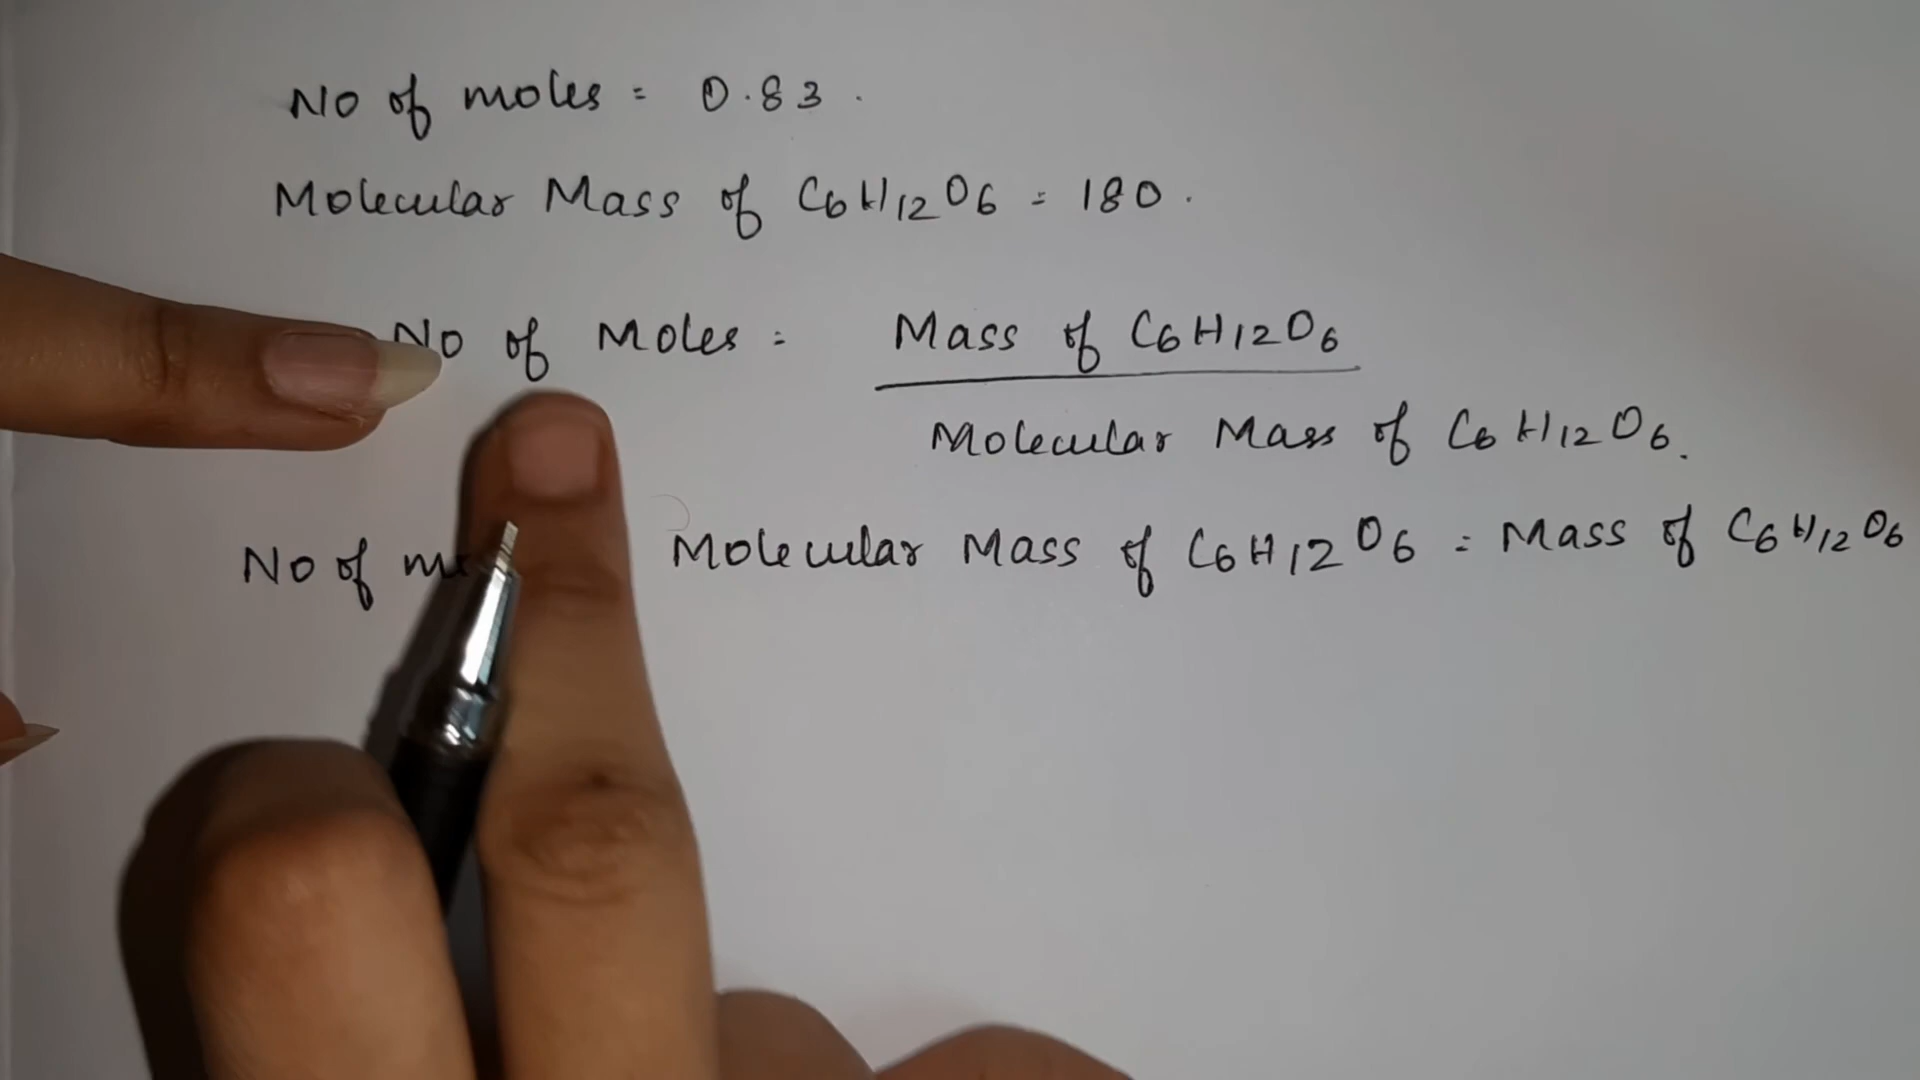 No of moles = 0.83.
Molecular Mass of C6H12O6 = 180.
No of Moles = Mass of C6H12O6
Molecular Mass of C6H12O6.
No of Molecular Mass of C6H12O6 = Mass of C6H12O6